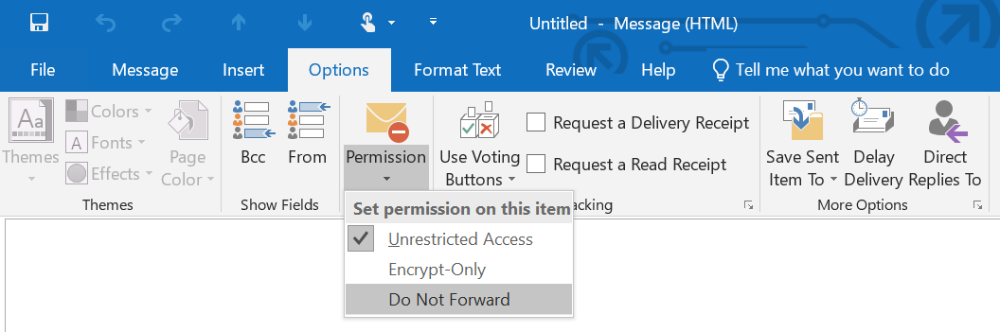 Untitled - Message (HTML)
File Message Insert Options Format Text Review Help Tell me what you want to do
Aa
Themes
Colors
A Fonts
Effects
Page
Color
Themes
Bcc
From
Show Fields
Permission
Use Voting
Buttons
Request a Delivery Receipt
Request a Read Receipt
cking
Save Sent
Item To
Delay
Delivery
Direct
Replies To
More Options
Set permission on this item
Unrestricted Access
Encrypt-Only
Do Not Forward